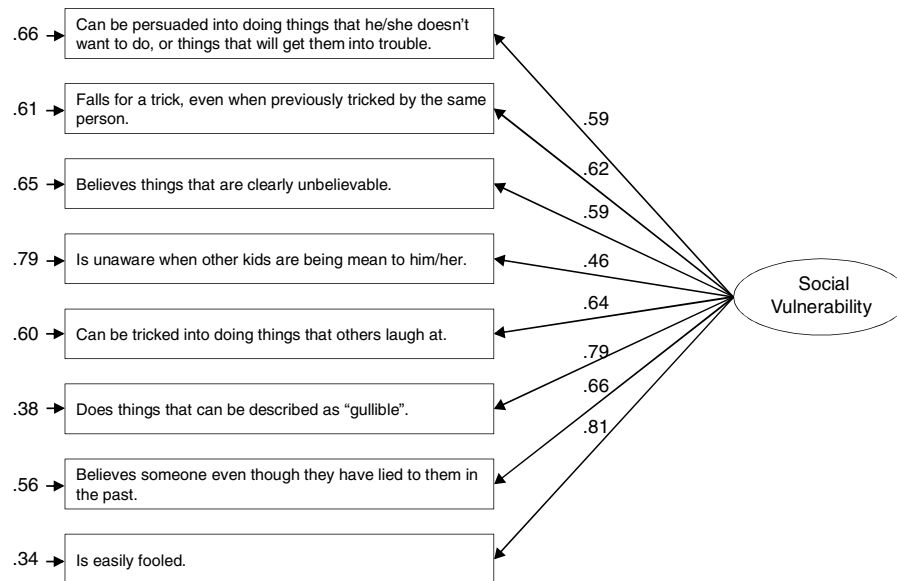 .66
Can be persuaded into doing things that he/she doesn’t
want to do, or things that will get them into trouble.
.61
Falls for a trick, even when previously tricked by the same
person.
.59
.62
.65
Believes things that are clearly unbelievable.
.59
.79
Is unaware when other kids are being mean to him/her.
.46
Social
Vulnerability
.64
.60
Can be tricked into doing things that others laugh at.
.79
.66
.38
Does things that can be described as “gullible”.
.81
.56
Believes someone even though they have lied to them in
the past.
.34
Is easily fooled.